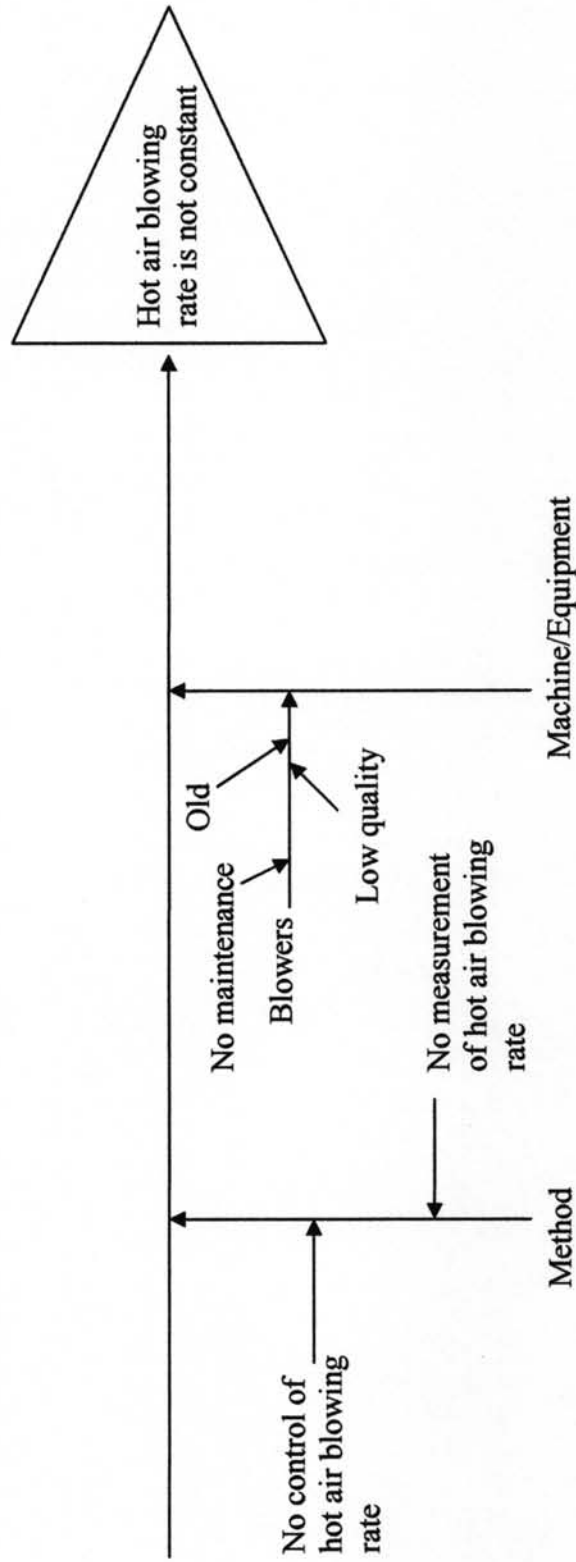 Hot air blowing
rate is not constant
No maintenance
Old
Blowers
Low quality
Machine/Equipment
No control of
hot air blowing
rate
No measurement
of hot air blowing
rate
Method